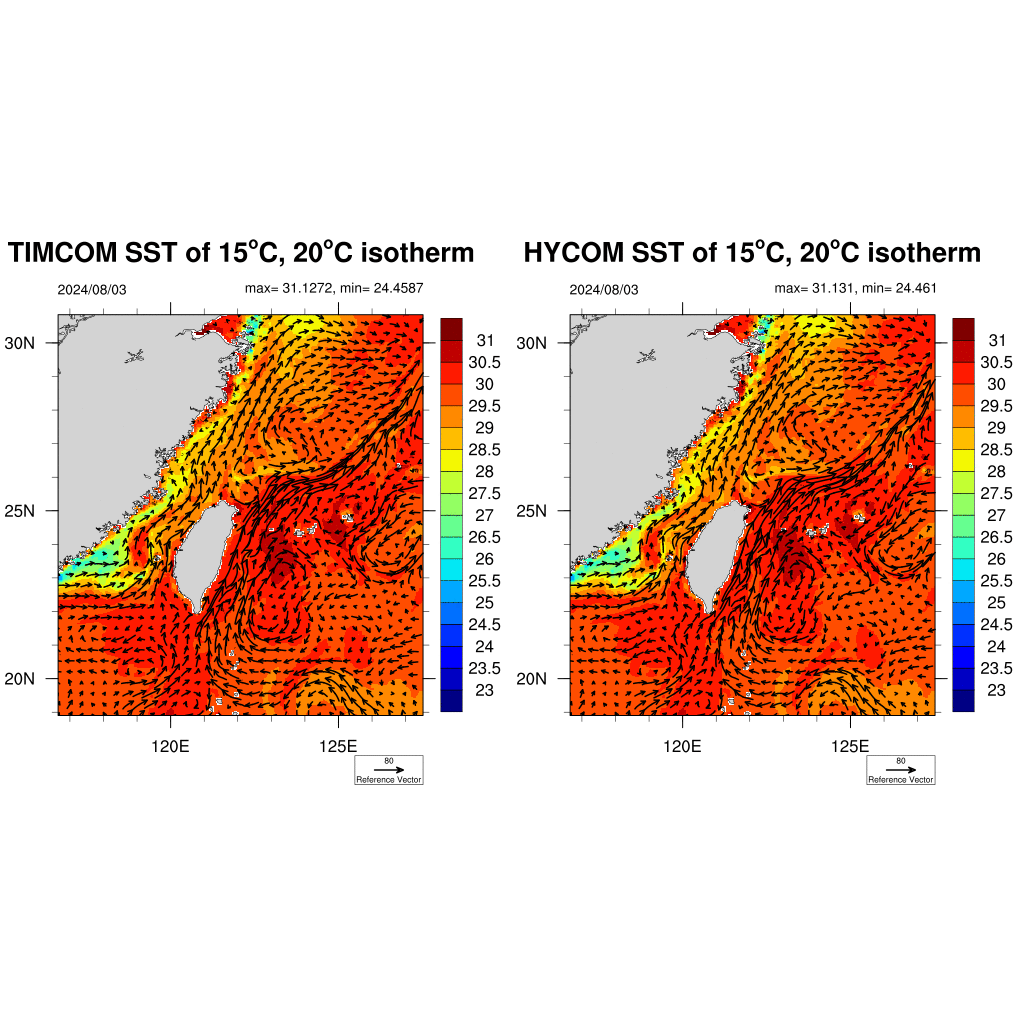 TIMCOM SST of 15°C, 20°C isotherm
2024/08/03 max= 31.1272, min= 24.4587
30N
25N
20N
120E 125E
31
30.5
30
29.5
29
28.5
28
27.5
27
26.5
26
25.5
25
24.5
24
23.5
23
80
Reference Vector
HYCOM SST of 15°C, 20°C isotherm
2024/08/03 max= 31.131, min= 24.461
30N
25N
20N
120E 125E
31
30.5
30
29.5
29
28.5
28
27.5
27
26.5
26
25.5
25
24.5
24
23.5
23
80
Reference Vector